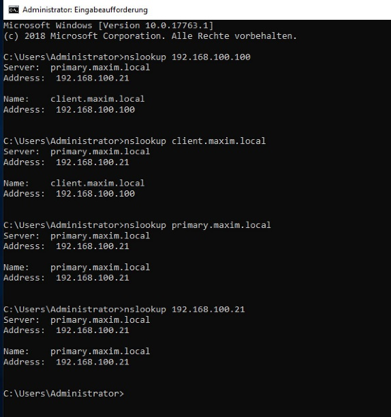 Administrator: Eingabeaufforderung
Microsoft Windows [Version 10.0.17763.1]
(c) 2018 Microsoft Corporation. Alle Rechte vorbehalten.
C:\Users\Administrator>nslookup 192.168.100.100
Server:  primary.maxim.local
Address:  192.168.100.21
Name:    client.maxim.local
Address:  192.168.100.100
C:\Users\Administrator>nslookup client.maxim.local
Server:  primary.maxim.local
Address:  192.168.100.21
Name:    client.maxim.local
Address:  192.168.100.100
C:\Users\Administrator>nslookup primary.maxim.local
Server:  primary.maxim.local
Address:  192.168.100.21
Name:    primary.maxim.local
Address:  192.168.100.21
C:\Users\Administrator>nslookup 192.168.100.21
Server:  primary.maxim.local
Address:  192.168.100.21
Name:    primary.maxim.local
Address:  192.168.100.21
C:\Users\Administrator>